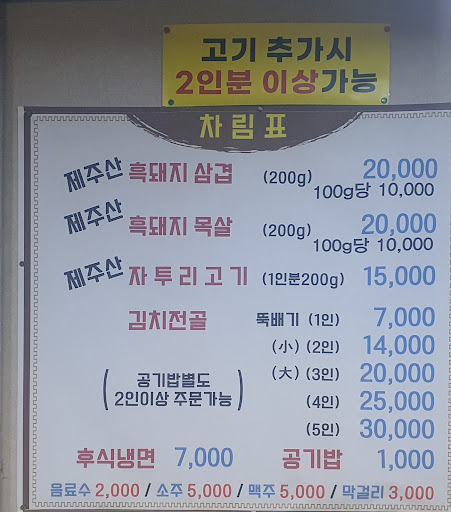 고기 추가시
2인분 이상가능
차림표
제주산 흑돼지 삼겹 (200g) 20,000
100g당 10,000
제주산 흑돼지 목살 (200g) 20,000
100g당 10,000
제주산 자투리고기 (1인분200g) 15,000
김치전골 뚝배기 (1인) 7,000
(小) (2인) 14,000
(大) (3인) 20,000
(공기밥별도
2인이상 주문가능)
(4인) 25,000
(5인) 30,000
후식냉면 7,000 공기밥 1,000
음료수 2,000 / 소주 5,000 / 맥주 5,000 / 막걸리 3,000